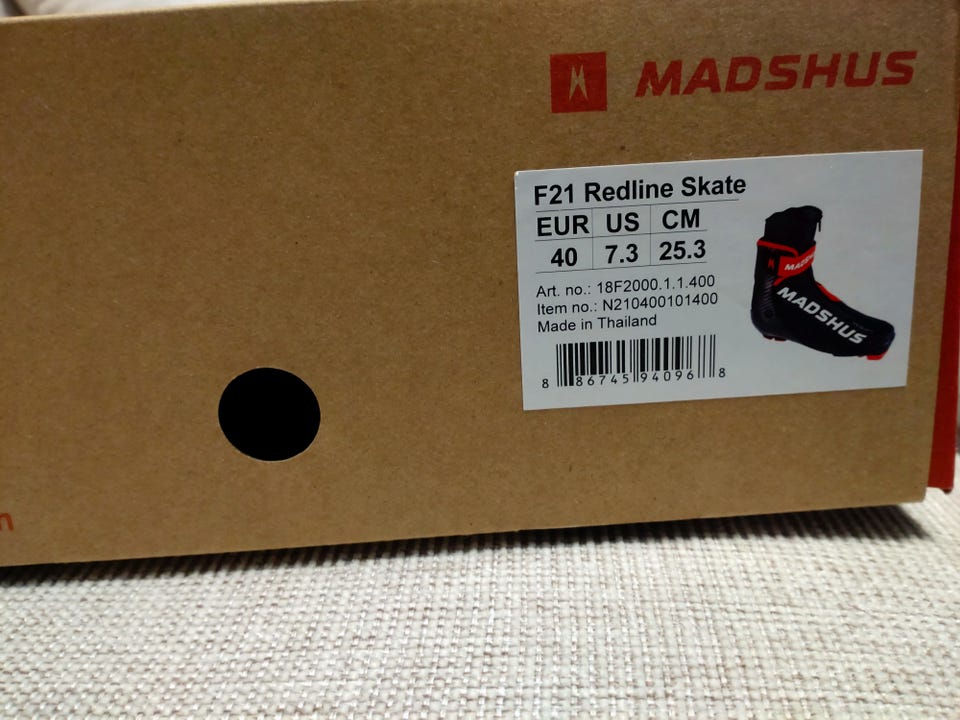 MADSHUS
F21 Redline Skate
EUR US CM
40 7.3 25.3
Art. no.: 18F2000.1.1.400
Item no.: N210400101400
Made in Thailand
8 86745 94096 8
MADSHUS
MADSHUS